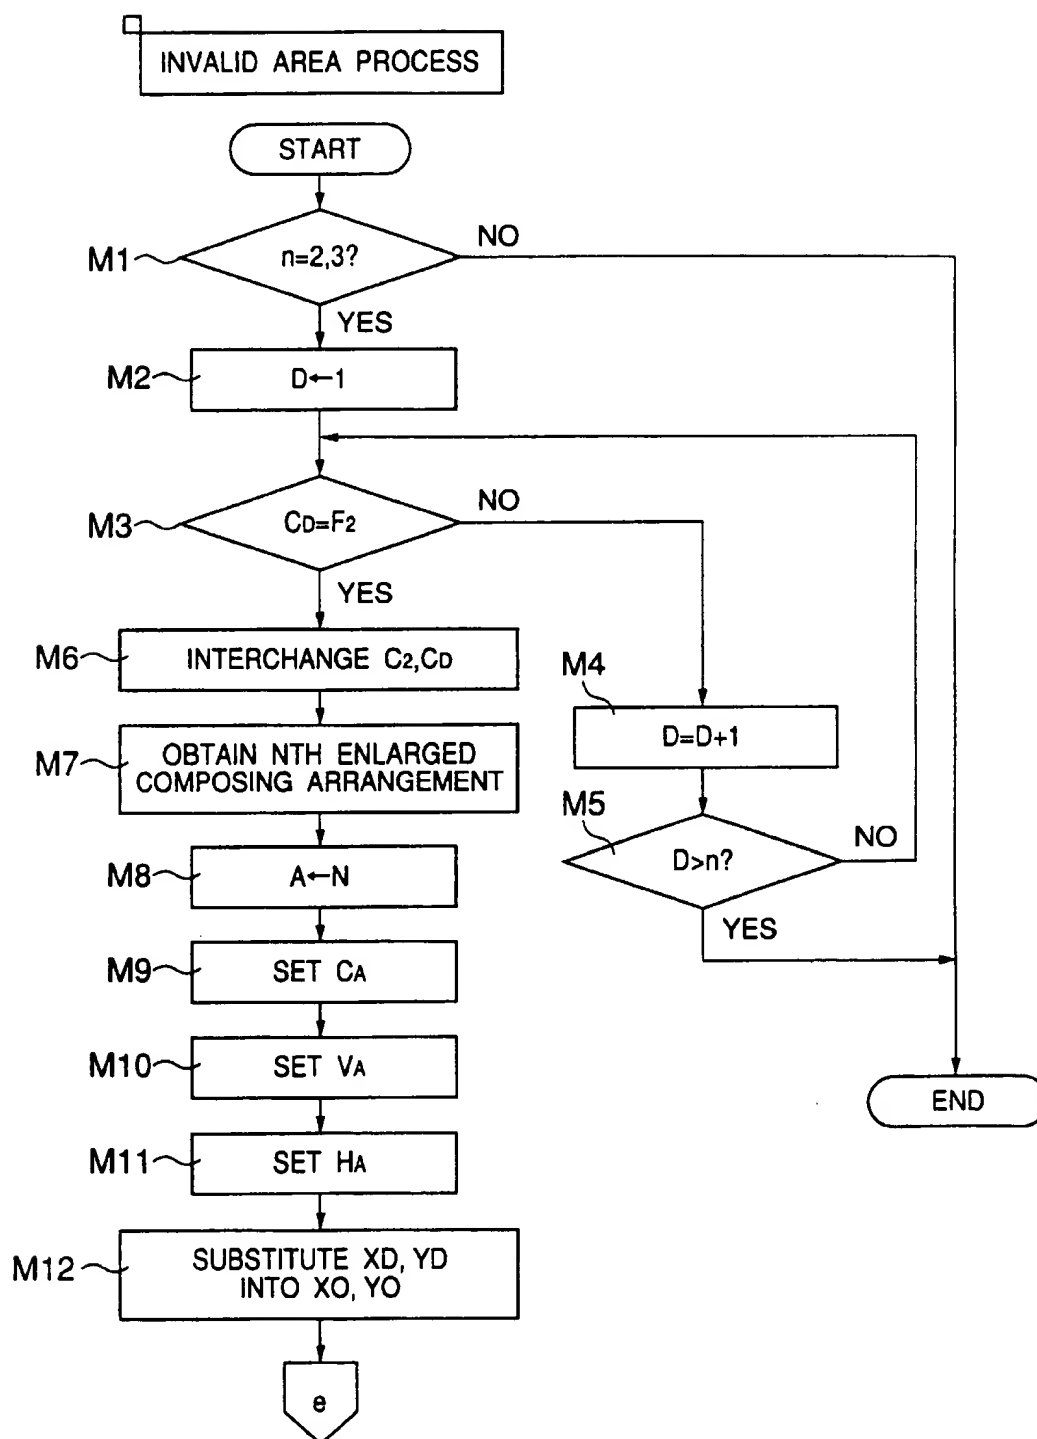 INVALID AREA PROCESS
START
M1
n=2,3?
NO
YES
M2
D←1
M3
CD=F2
NO
YES
M6
INTERCHANGE C2,CD
M4
D=D+1
M7
OBTAIN NTH ENLARGED
COMPOSING ARRANGEMENT
M5
D>n?
NO
YES
M8
A←N
M9
SET CA
M10
SET VA
END
M11
SET HA
M12
SUBSTITUTE XD, YD
INTO XO, YO
e